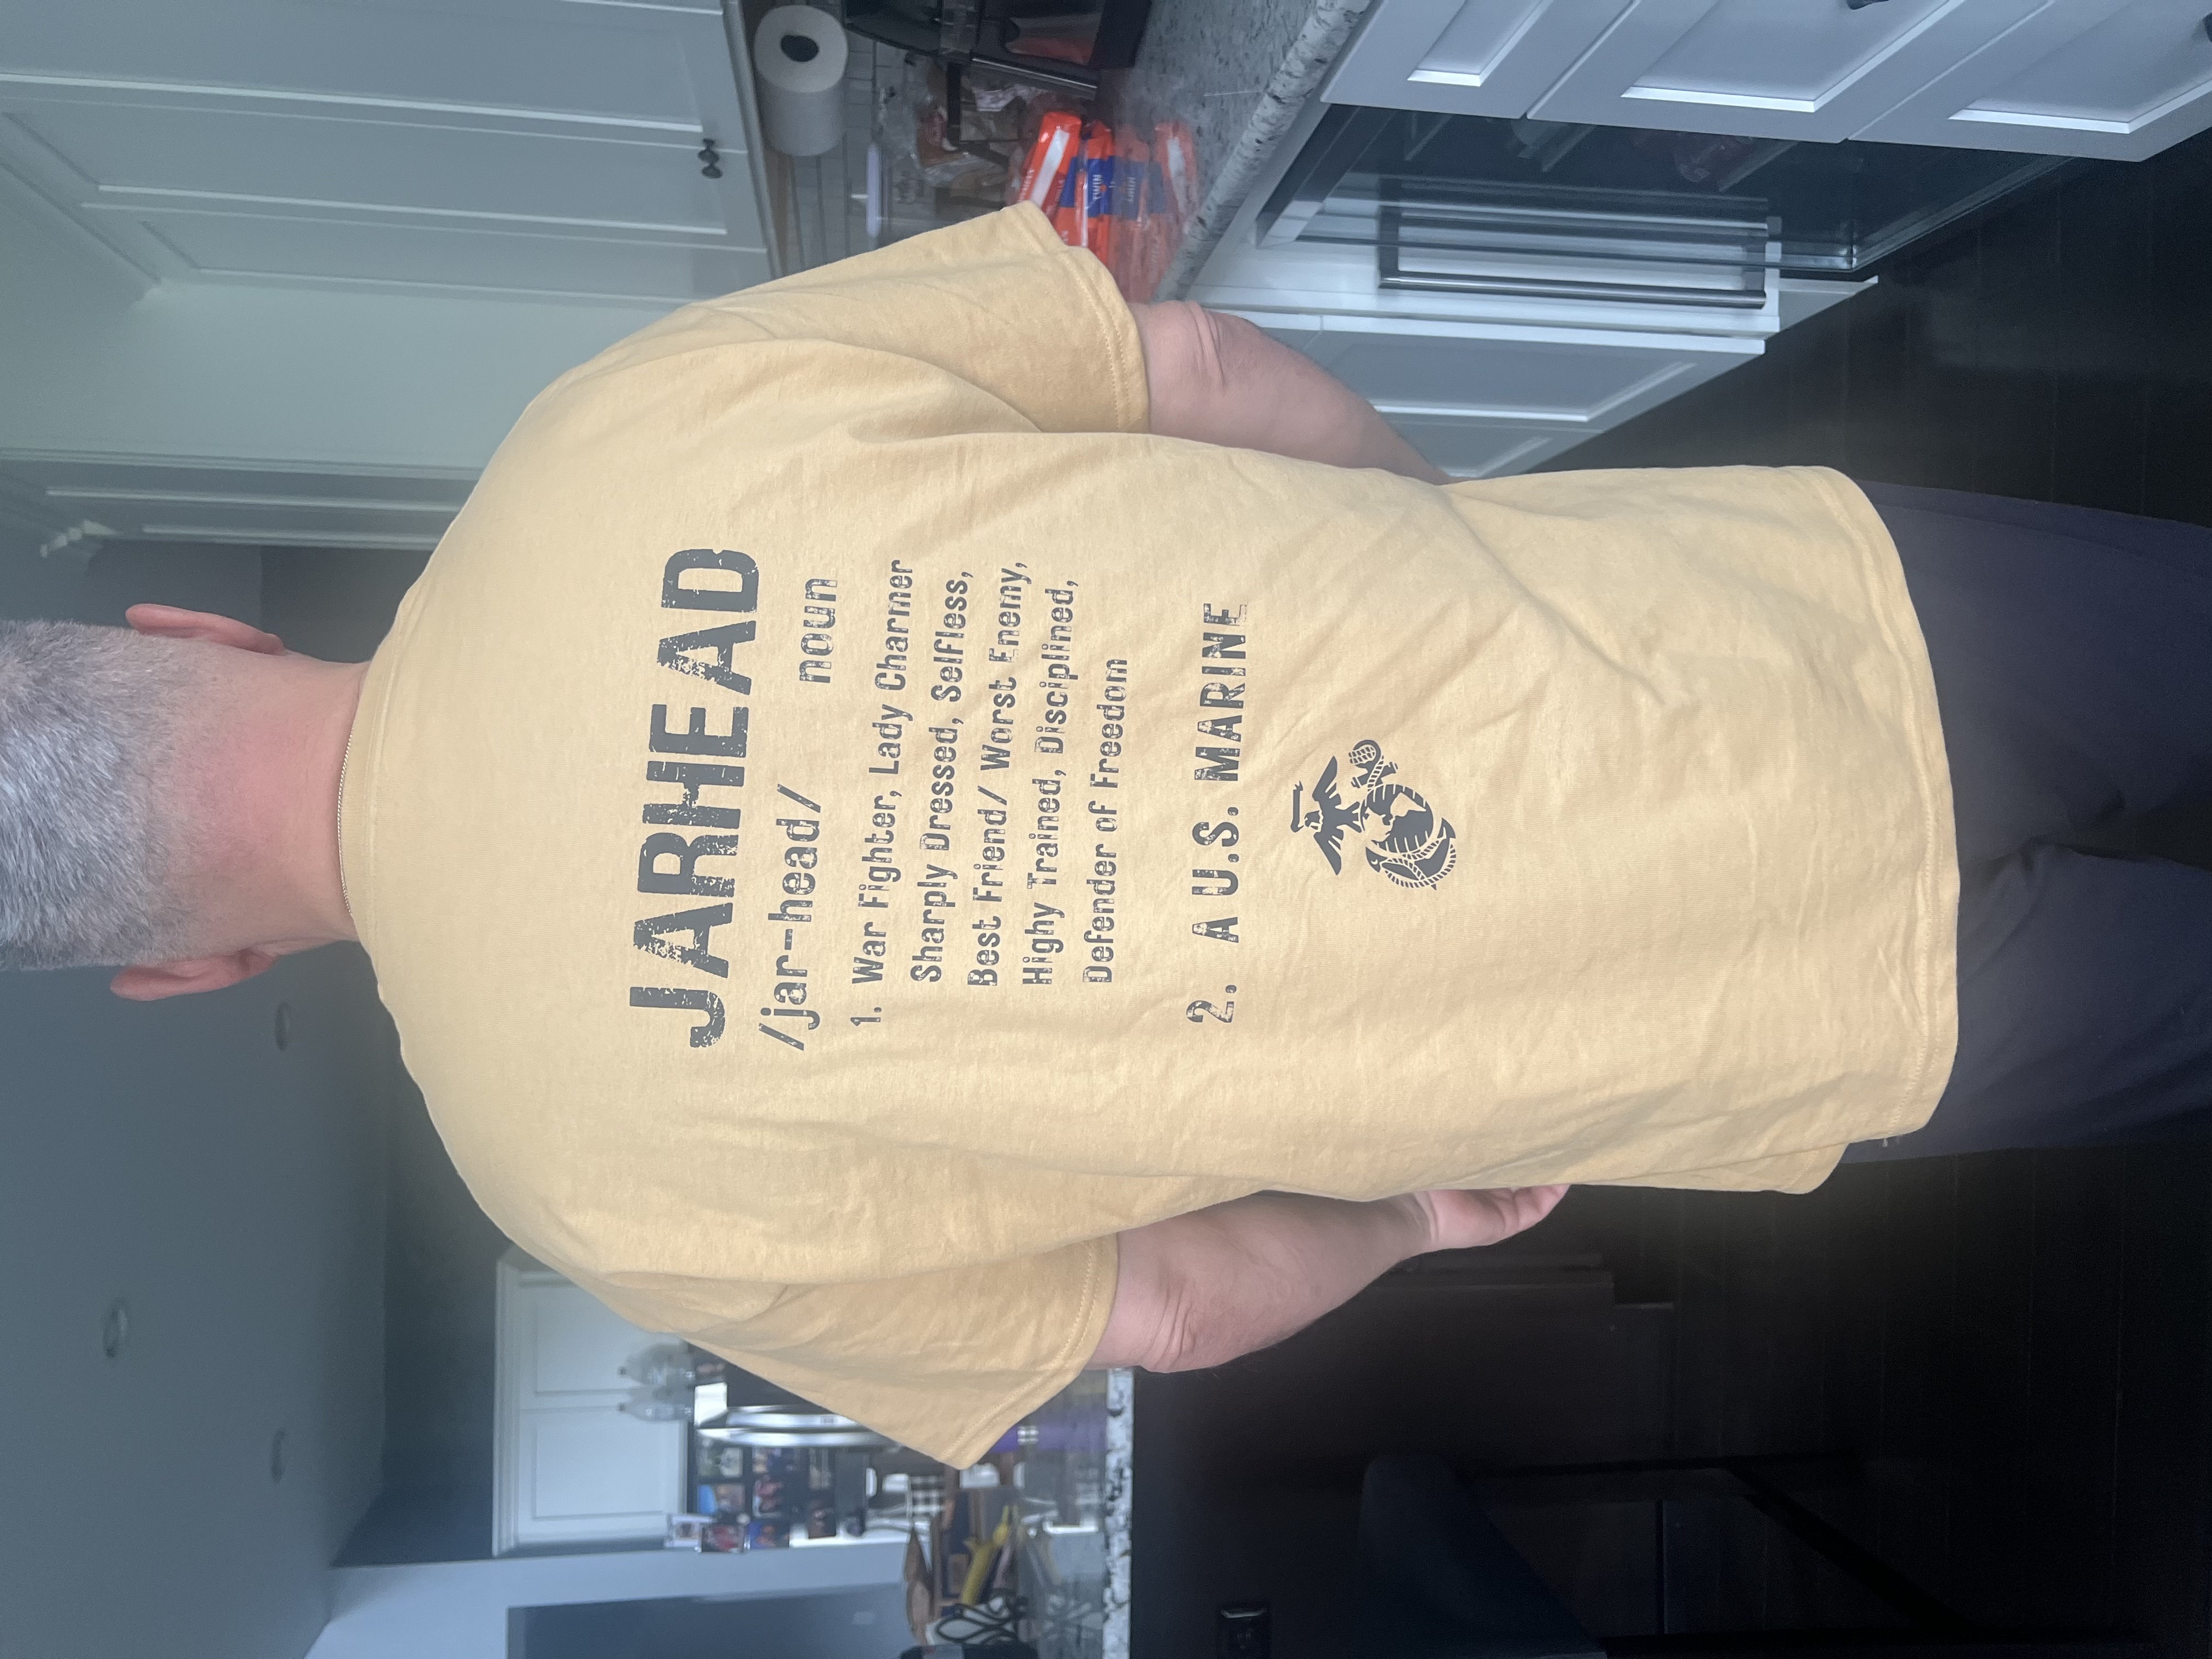 JARHEAD
/jar-head/ noun
1. War Fighter, Lady Charmer
Sharply Dressed, Selfless,
Best Friend/ Worst Enemy,
Highy Trained, Disciplined,
Defender of Freedom
2. A U.S. MARINE